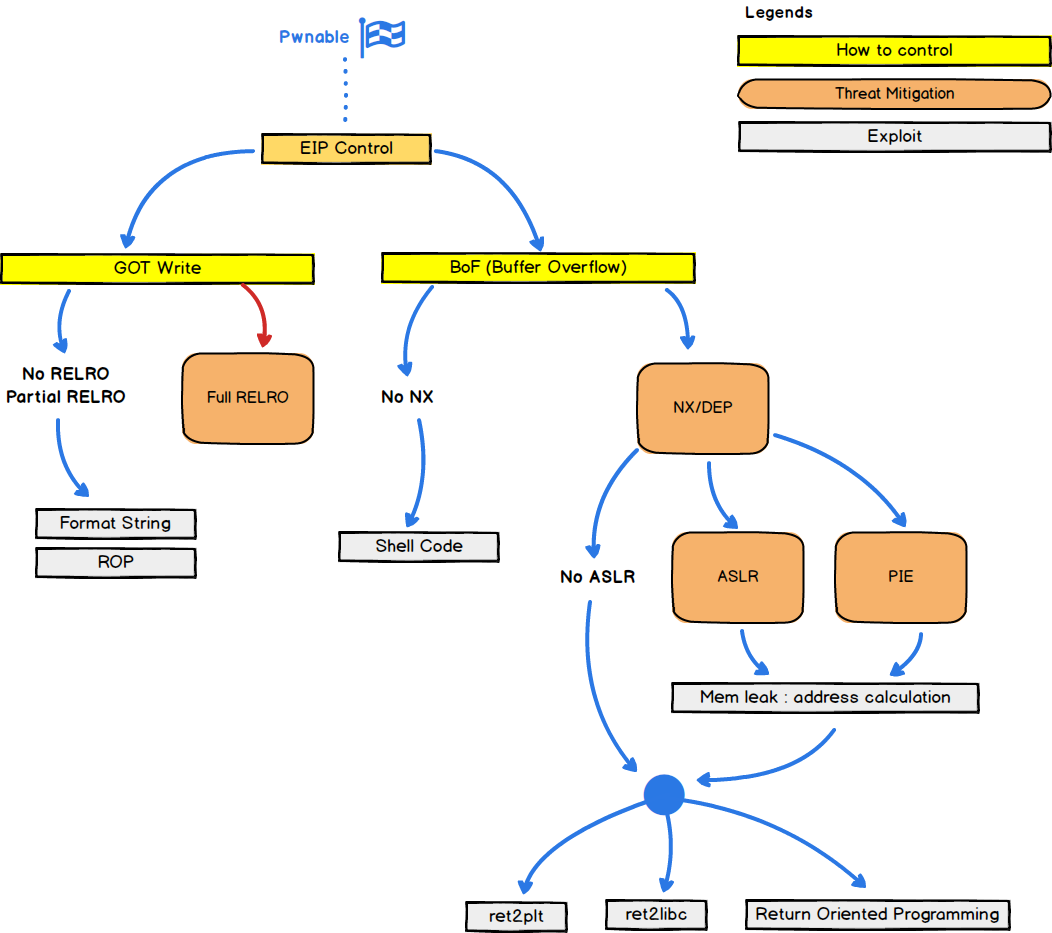 Legends
Pwnable
How to control
Threat Mitigation
Exploit
EIP Control
GOT Write
BoF (Buffer Overflow)
No RELRO
Partial RELRO
Full RELRO
No NX
NX/DEP
Format String
ROP
Shell Code
No ASLR
ASLR
PIE
Mem leak : address calculation
ret2plt
ret2libc
Return Oriented Programming